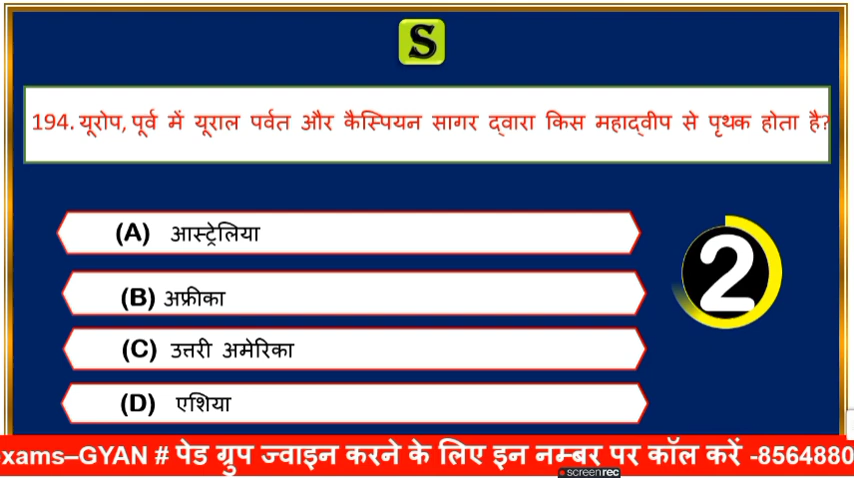 S
194. यूरोप, पूर्व में यूराल पर्वत और कैस्पियन सागर द्वारा किस महाद्वीप से पृथक होता है?
(A) आस्ट्रेलिया
2
(B) अफ्रीका
(C) उत्तरी अमेरिका
(D) एशिया
xams–GYAN # पेड ग्रुप ज्वाइन करने के लिए इन नम्बर पर कॉल करें -8564880
screenrec